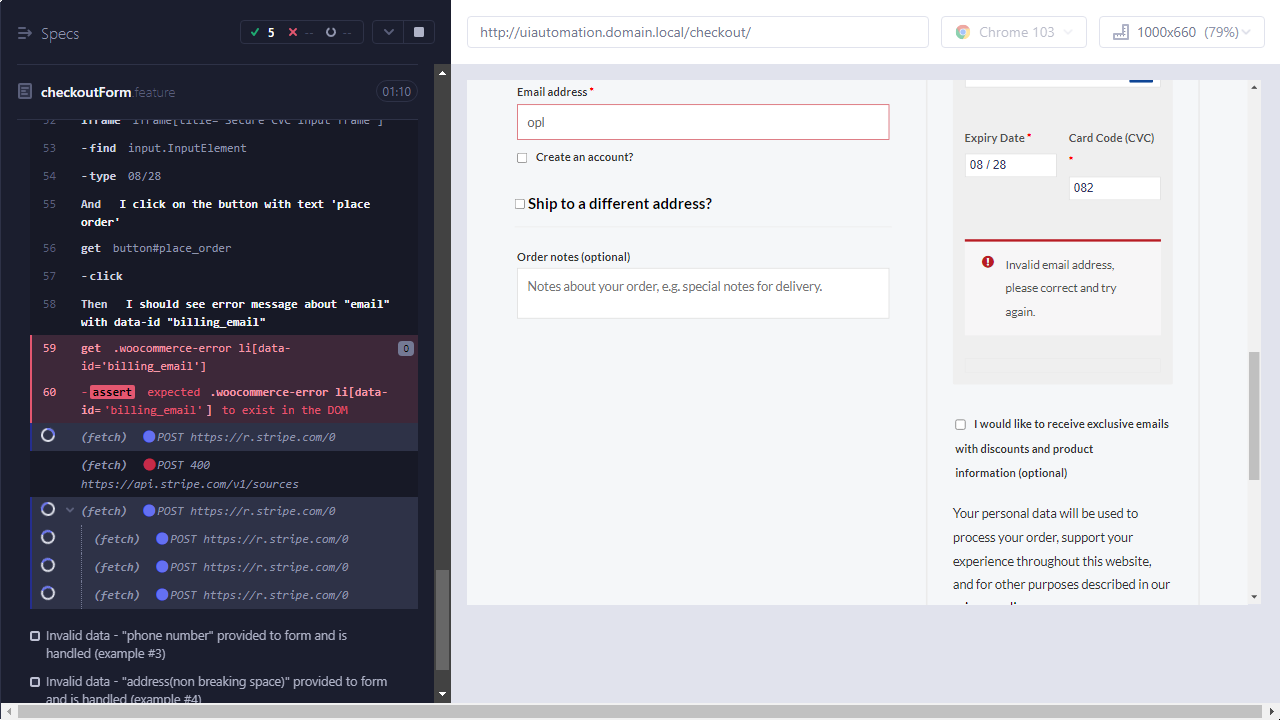 Specs
5
--
--
checkoutForm.feature
01:10
52 iframe iframe[title='Secure CVC input frame']
53 -find input.InputElement
54 -type 08/28
55 And I click on the button with text 'place
order'
56 get button#place_order
57 -click
58 Then I should see error message about "email"
with data-id "billing_email"
59 get .woocommerce-error li[data-
id='billing_email'] 0
60 -assert expected .woocommerce-error li[data-
id='billing_email'] to exist in the DOM
(fetch) POST https://r.stripe.com/0
(fetch) POST 400
https://api.stripe.com/v1/sources
(fetch) POST https://r.stripe.com/0
(fetch) POST https://r.stripe.com/0
(fetch) POST https://r.stripe.com/0
(fetch) POST https://r.stripe.com/0
Invalid data - "phone number" provided to form and is
handled (example #3)
Invalid data - "address(non breaking space)" provided to form
and is handled (example #4)
http://uiautomation.domain.local/checkout/
Chrome 103
1000x660 (79%)
Email address *
opl
Create an account?
Ship to a different address?
Order notes (optional)
Notes about your order, e.g. special notes for delivery.
Expiry Date *
08 / 28
Card Code (CVC)
*
082
Invalid email address,
please correct and try
again.
I would like to receive exclusive emails
with discounts and product
information (optional)
Your personal data will be used to
process your order, support your
experience throughout this website,
and for other purposes described in our